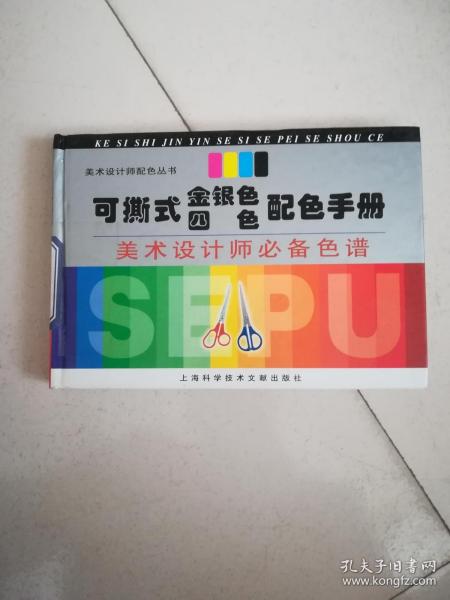 KE SI SHI JIN YIN SE SI SE PEI SE SHOU CE
美术设计师配色丛书
可撕式 金银色 配色手册
四色
美术设计师必备色谱
SEPU
上海科学技术文献出版社
孔夫子旧书网
www.kongfz.com